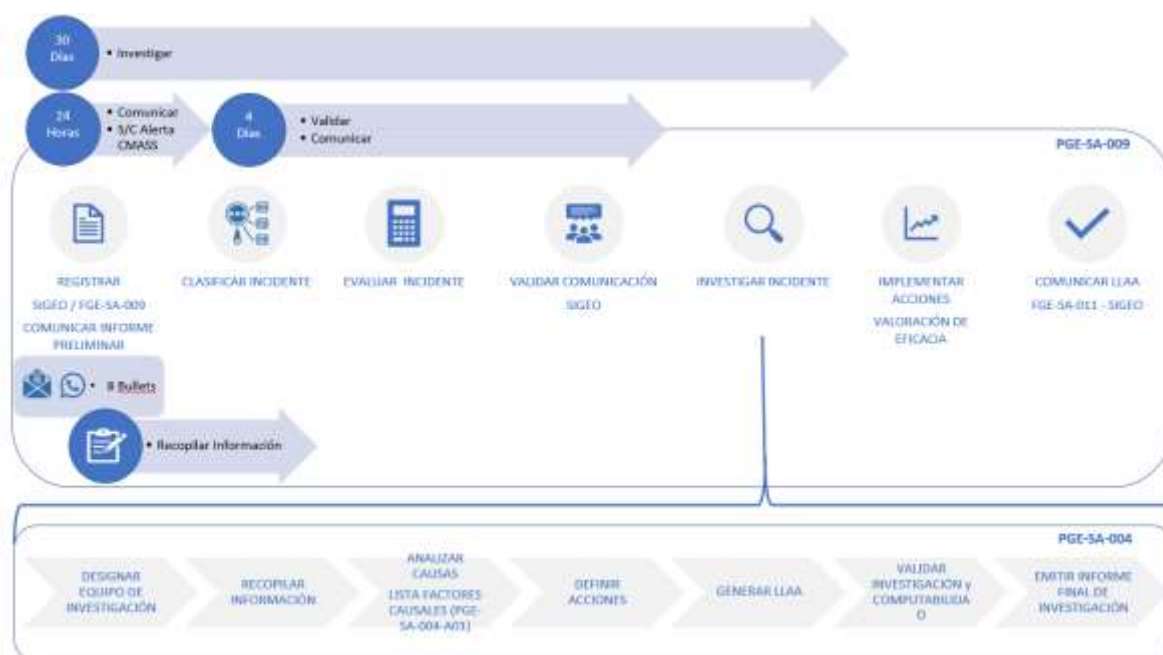 30
Días
• Investigar
24
Horas
• Comunicar
• S/C Alerta
CMASS
4
Días
• Validar
• Comunicar
PGE-SA-009
REGISTRAR
SIGEO / FGE-SA-009
COMUNICAR INFORME
PRELIMINAR
CLASIFICAR INCIDENTE
EVALUAR INCIDENTE
VALIDAR COMUNICACIÓN
SIGEO
INVESTIGAR INCIDENTE
IMPLEMENTAR
ACCIONES
VALORACIÓN DE
EFICACIA
COMUNICAR LLAA
FGE-SA-011 - SIGEO
• 8 Bullets
• Recopilar Información
PGE-SA-004
DESIGNAR
EQUIPO DE
INVESTIGACIÓN
RECOPILAR
INFORMACIÓN
ANALIZAR
CAUSAS
LISTA FACTORES
CAUSALES (PGE-
SA-004-A01)
DEFINIR
ACCIONES
GENERAR LLAA
VALIDAR
INVESTIGACIÓN y
COMPUTABILIDA
D
EMITIR INFORME
FINAL DE
INVESTIGACIÓN